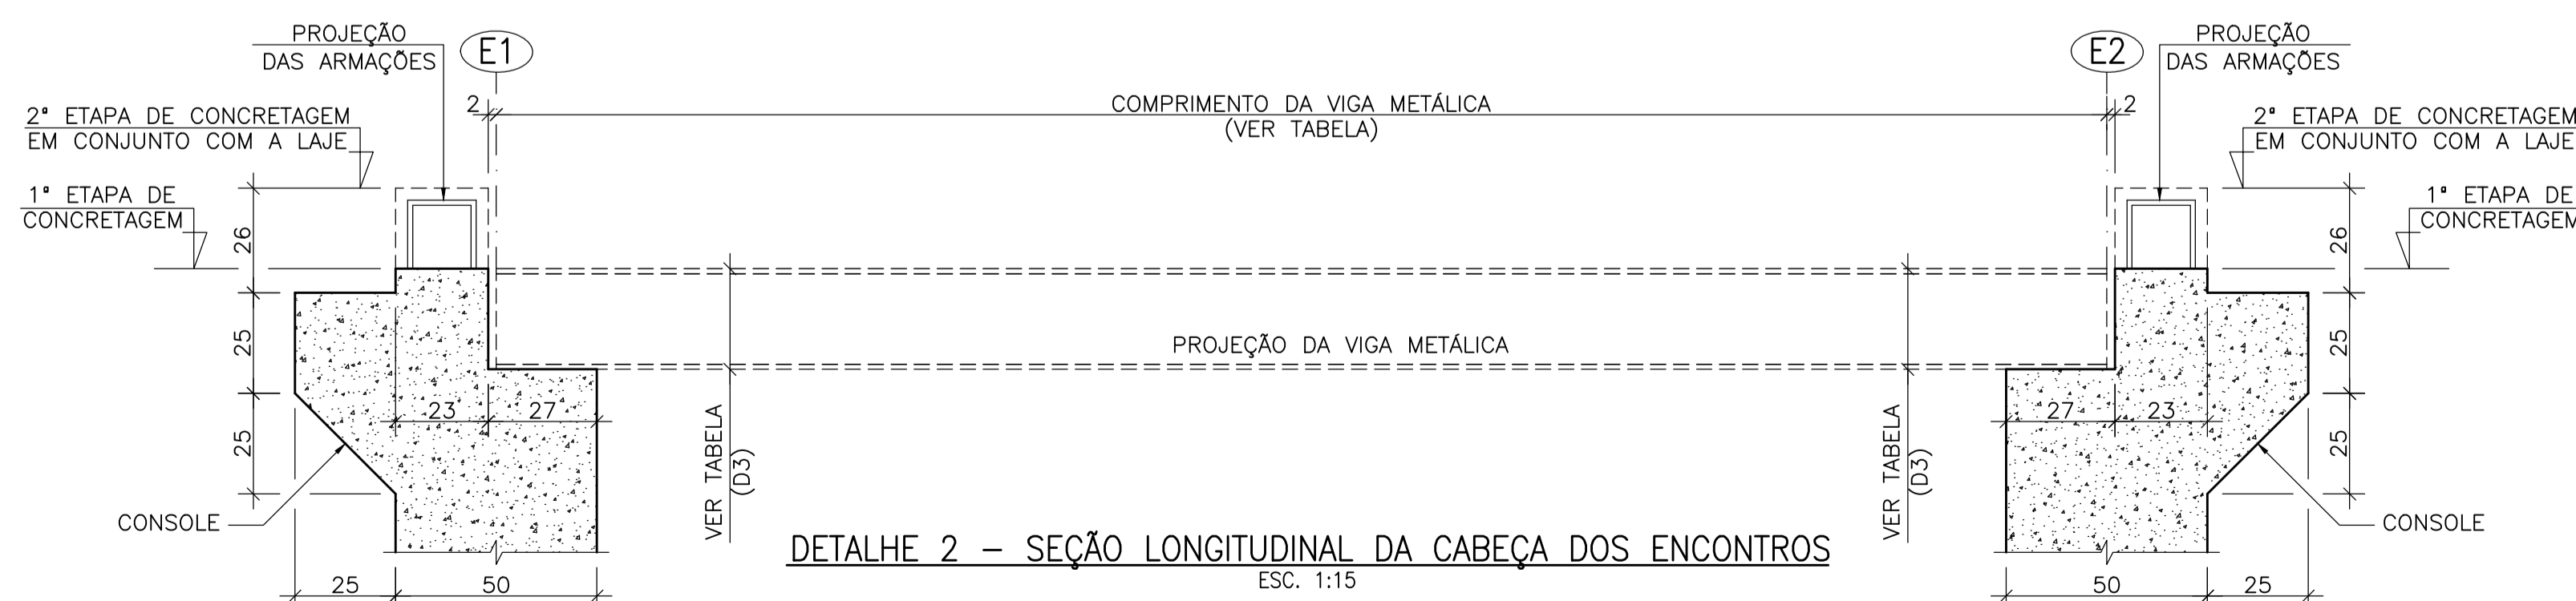 PROJEÇÃO
DAS ARMAÇÕES
E1
E2
PROJEÇÃO
DAS ARMAÇÕES
2
COMPRIMENTO DA VIGA METÁLICA
(VER TABELA)
2
2ª ETAPA DE CONCRETAGEM
EM CONJUNTO COM A LAJE
2ª ETAPA DE CONCRETAGEM
EM CONJUNTO COM A LAJE
1ª ETAPA DE
CONCRETAGEM
1ª ETAPA DE
CONCRETAGEM
26
26
25
PROJEÇÃO DA VIGA METÁLICA
25
23
27
27
23
25
25
VER TABELA
(D3)
VER TABELA
(D3)
CONSOLE
CONSOLE
DETALHE 2 – SEÇÃO LONGITUDINAL DA CABEÇA DOS ENCONTROS
ESC. 1:15
25
50
50
25